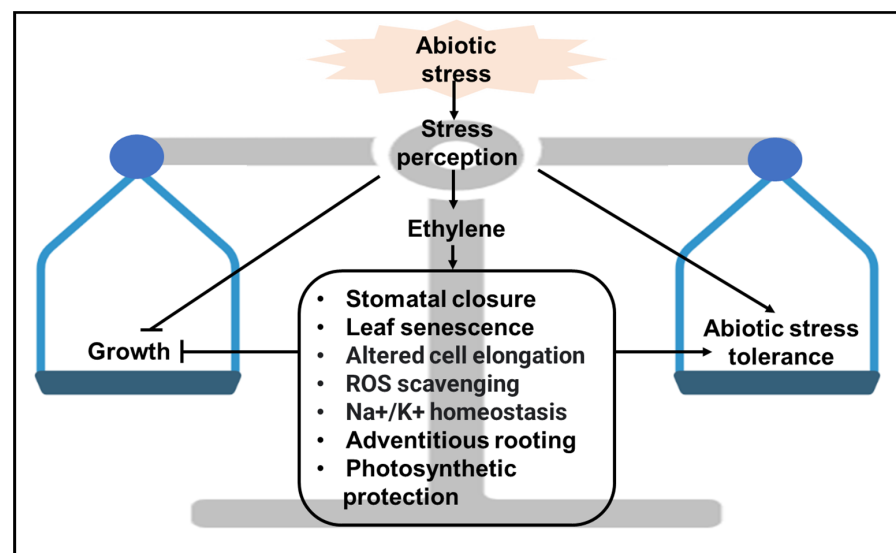 Abiotic
stress
Stress
perception
Ethylene
• Stomatal closure
• Leaf senescence
• Altered cell elongation
• ROS scavenging
• Na+/K+ homeostasis
• Adventitious rooting
• Photosynthetic
protection
Growth
Abiotic stress
tolerance